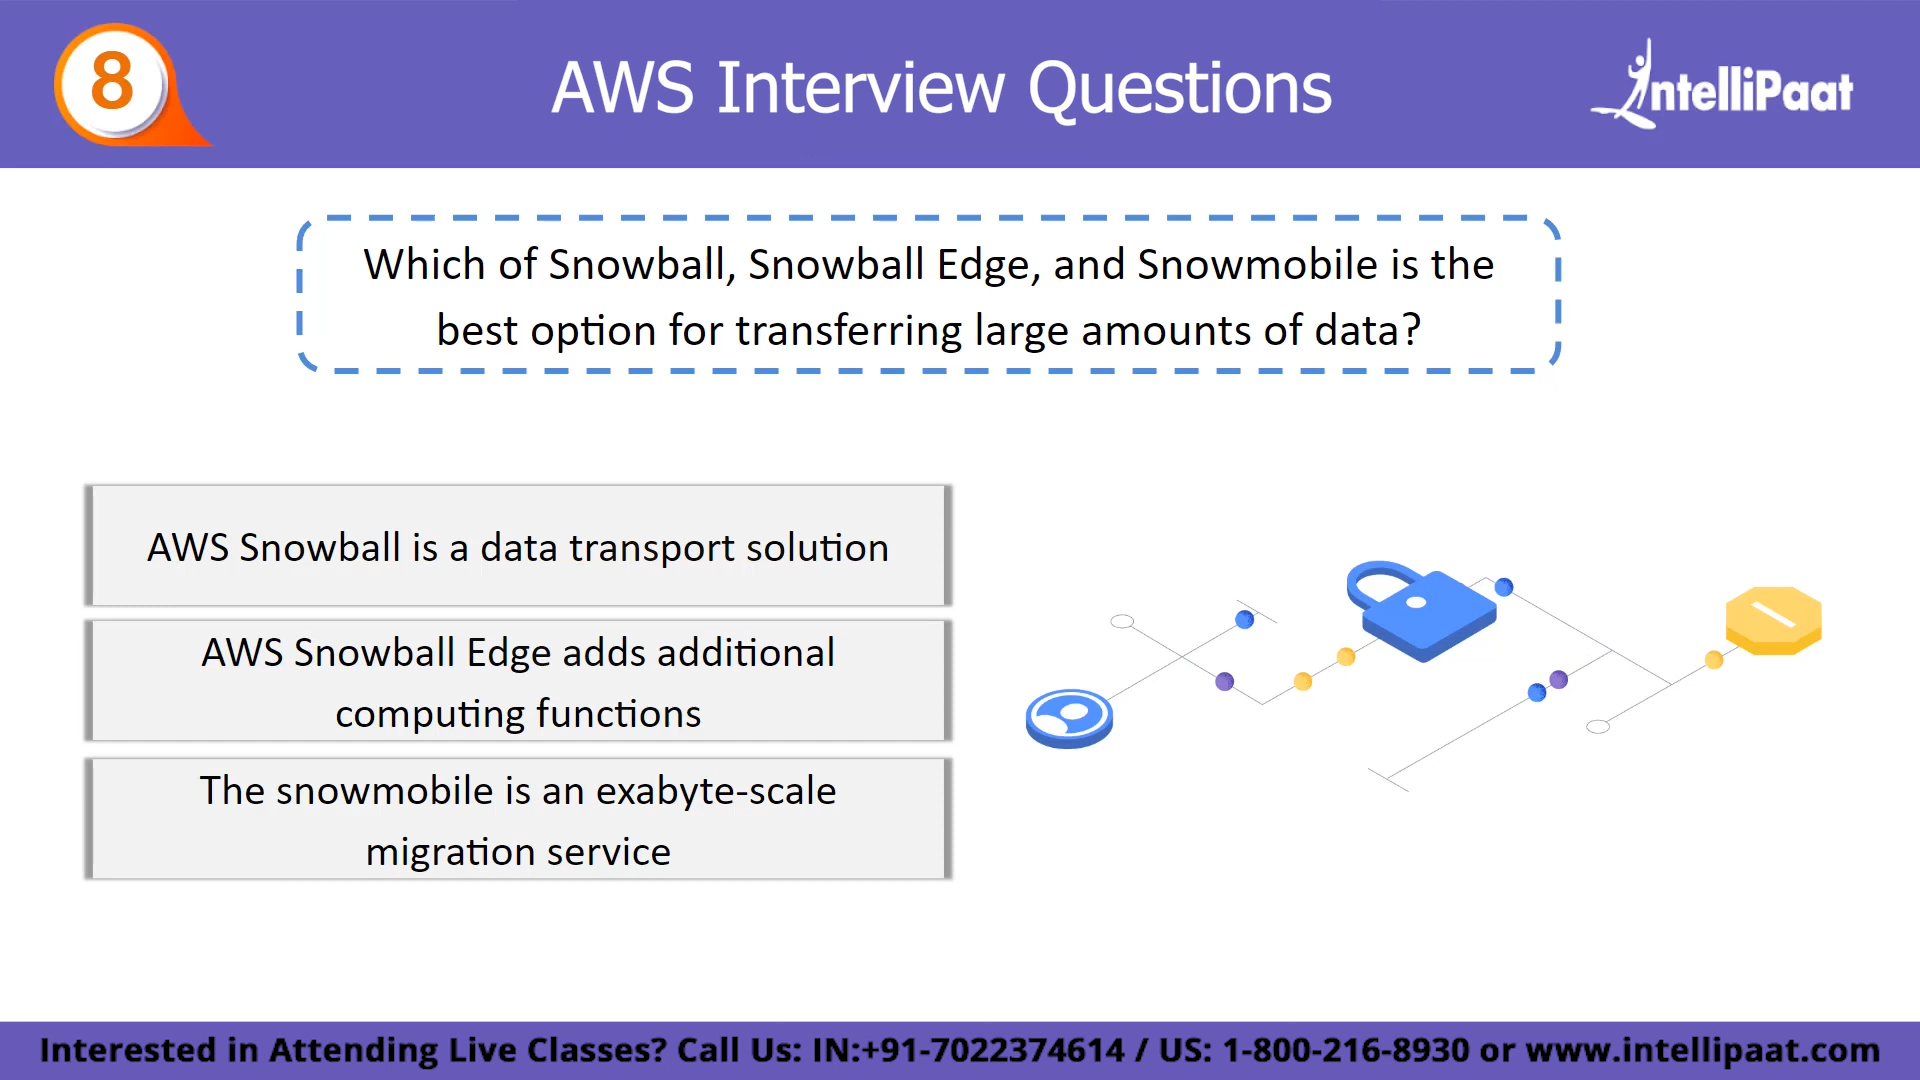 8
AWS Interview Questions
IntelliPaat
Which of Snowball, Snowball Edge, and Snowmobile is the
best option for transferring large amounts of data?
AWS Snowball is a data transport solution
AWS Snowball Edge adds additional
computing functions
The snowmobile is an exabyte-scale
migration service
Interested in Attending Live Classes? Call Us: IN:+91-7022374614 / US: 1-800-216-8930 or www.intellipaat.com